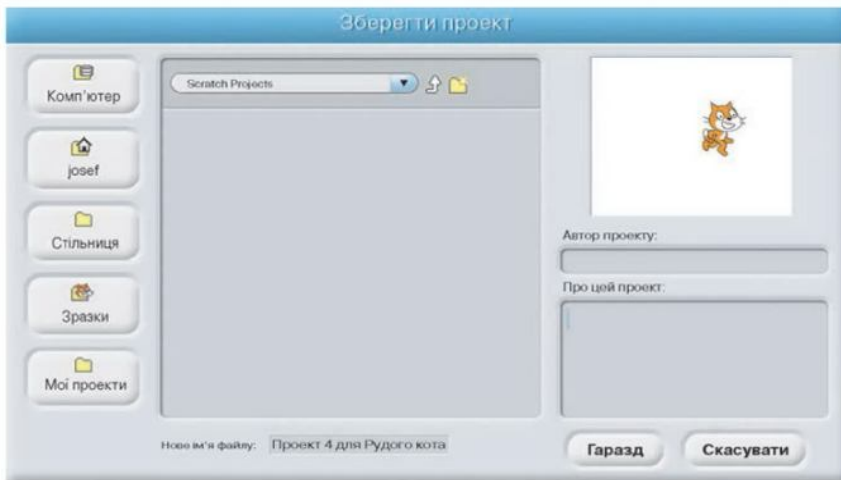 Зберегти проект
Комп'ютер
josef
Стільниця
Зразки
Мої проекти
Scratch Projects
Автор проекту:
Про цей проект:
Нове ім'я файлу: Проект 4 для Рудого кота
Гаразд
Скасувати